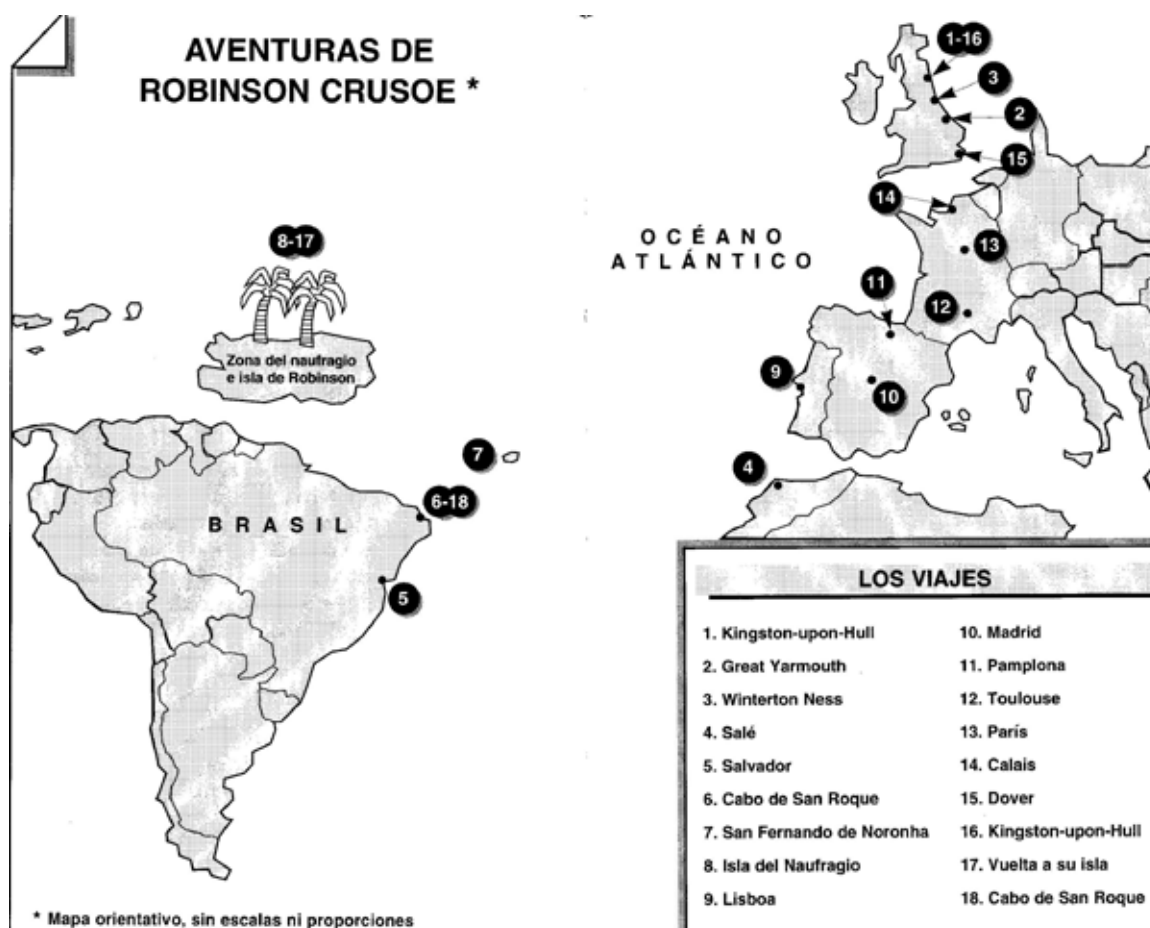 AVENTURAS DE
ROBINSON CRUSOE *
8-17
Zona del naufragio
e isla de Robinson
7
6-18
BRASIL
5
* Mapa orientativo, sin escalas ni proporciones
1-16
3
2
15
14
OCÉANO
ATLÁNTICO
13
11
12
9
10
4
LOS VIAJES
1. Kingston-upon-Hull
2. Great Yarmouth
3. Winterton Ness
4. Salé
5. Salvador
6. Cabo de San Roque
7. San Fernando de Noronha
8. Isla del Naufragio
9. Lisboa
10. Madrid
11. Pamplona
12. Toulouse
13. París
14. Calais
15. Dover
16. Kingston-upon-Hull
17. Vuelta a su isla
18. Cabo de San Roque